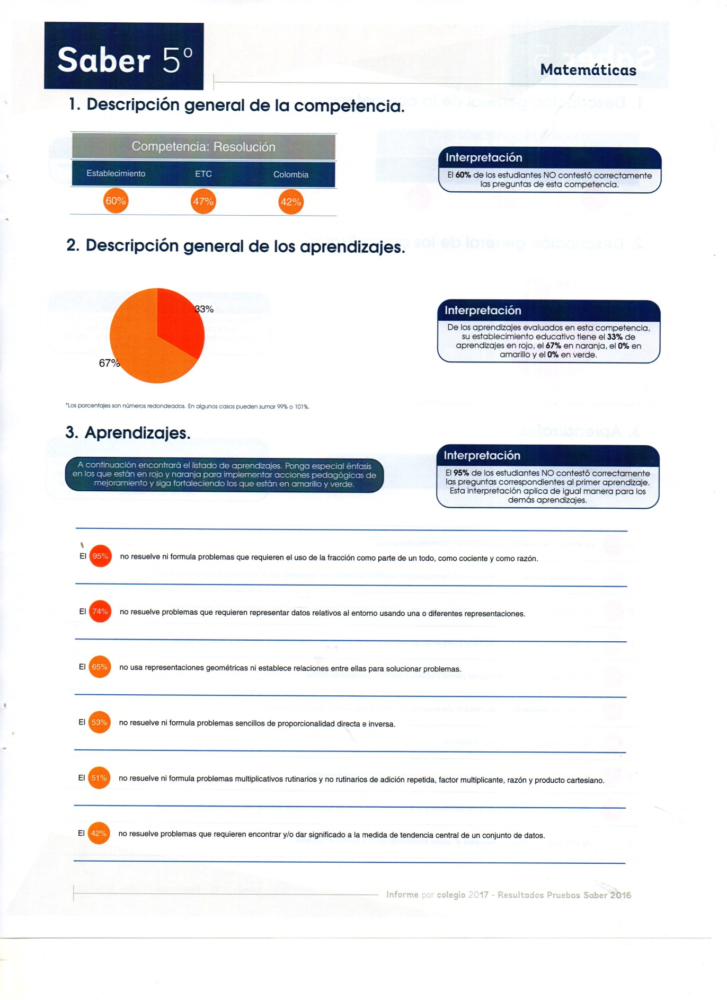 Saber 5º
Matemáticas
1. Descripción general de la competencia.
Competencia: Resolución
Establecimiento ETC Colombia
60% 47% 42%
Interpretación
El 60% de los estudiantes NO contestó correctamente
las preguntas de esta competencia.
2. Descripción general de los aprendizajes.
33%
67%
Interpretación
De los aprendizajes evaluados en esta competencia,
su establecimiento educativo tiene el 33% de
aprendizajes en rojo, el 67% en naranja, el 0% en
amarillo y el 0% en verde.
*Los porcentajes son números redondeados. En algunos casos pueden sumar 99% o 101%.
3. Aprendizajes.
A continuación encontrará el listado de aprendizajes. Ponga especial énfasis
en los que están en rojo y naranja para implementar acciones pedagógicas de
mejoramiento y siga fortaleciendo los que están en amarillo y verde.
Interpretación
El 95% de los estudiantes NO contestó correctamente
las preguntas correspondientes al primer aprendizaje.
Esta interpretación aplica de igual manera para los
demás aprendizajes.
El 95% no resuelve ni formula problemas que requieren el uso de la fracción como parte de un todo, como cociente y como razón.
El 74% no resuelve problemas que requieren representar datos relativos al entorno usando una o diferentes representaciones.
El 65% no usa representaciones geométricas ni establece relaciones entre ellas para solucionar problemas.
El 53% no resuelve ni formula problemas sencillos de proporcionalidad directa e inversa.
El 51% no resuelve ni formula problemas multiplicativos rutinarios y no rutinarios de adición repetida, factor multiplicante, razón y producto cartesiano.
El 42% no resuelve problemas que requieren encontrar y/o dar significado a la medida de tendencia central de un conjunto de datos.
Informe por colegio 2017 - Resultados Pruebas Saber 2016